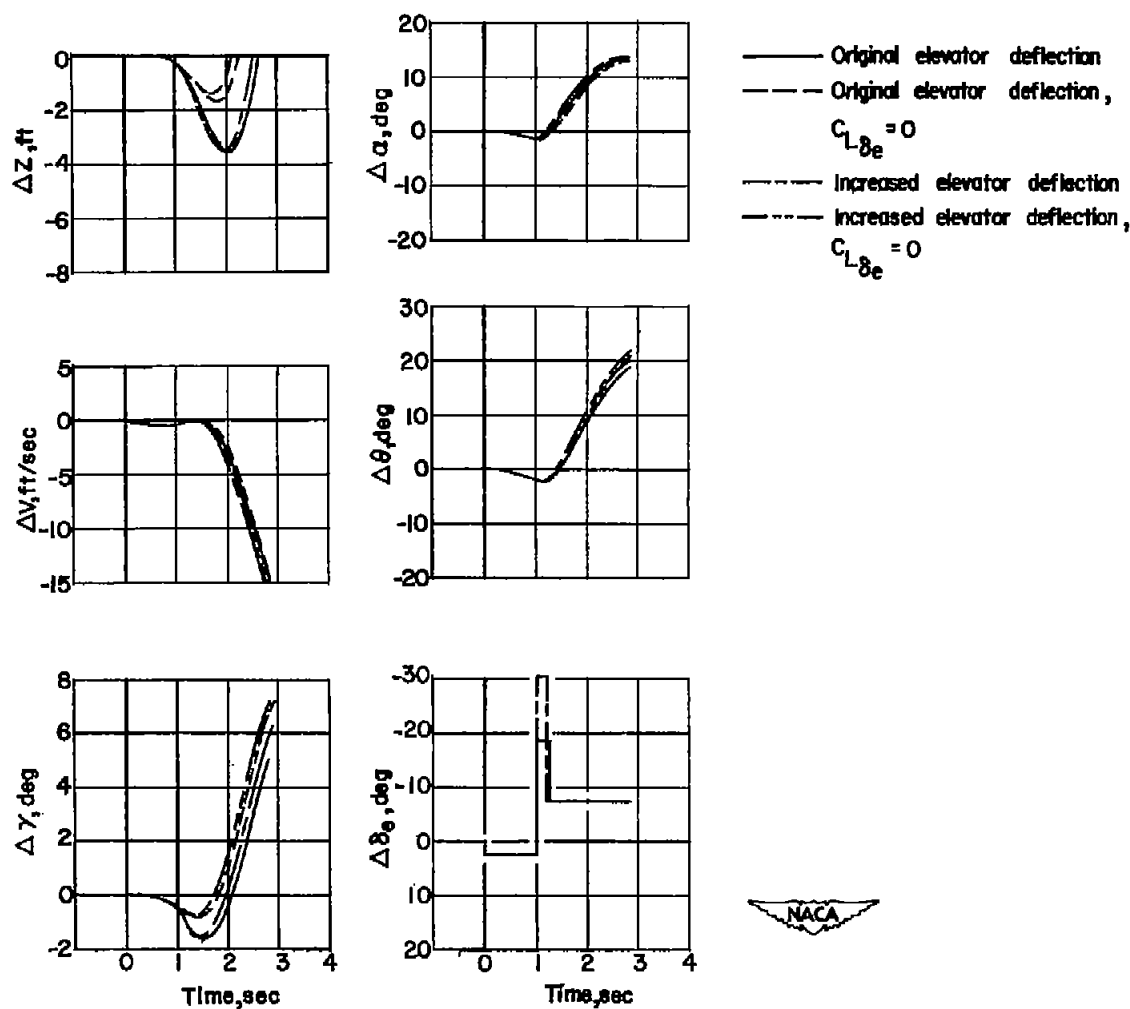 0
-2
-4
-6
-8
ΔZ, ft
20
10
0
-10
-20
Δα, deg
Original elevator deflection
Original elevator deflection,
C_Lδe = 0
Increased elevator deflection
Increased elevator deflection,
C_Lδe = 0
5
0
-5
-10
-15
ΔV, ft/sec
30
20
10
0
-10
-20
Δθ, deg
8
6
4
2
0
-2
Δγ, deg
0 1 2 3 4
Time, sec
-30
-20
-10
0
10
20
Δδe, deg
0 1 2 3 4
Time, sec
NACA